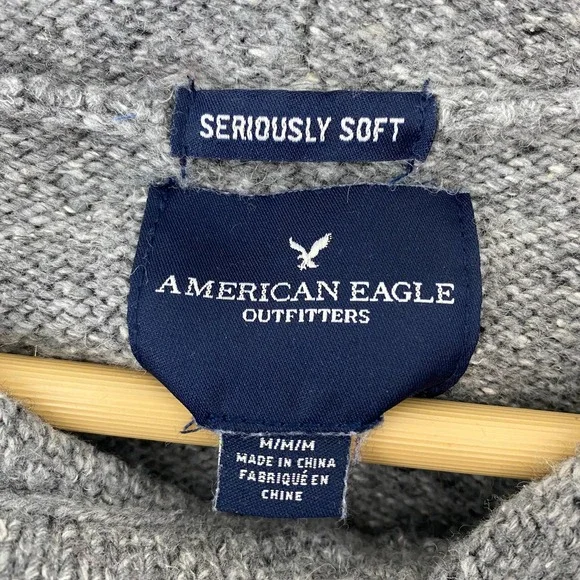 SERIOUSLY SOFT
AMERICAN EAGLE
OUTFITTERS
M/M/M
MADE IN CHINA
FABRIQUÉ EN
CHINE